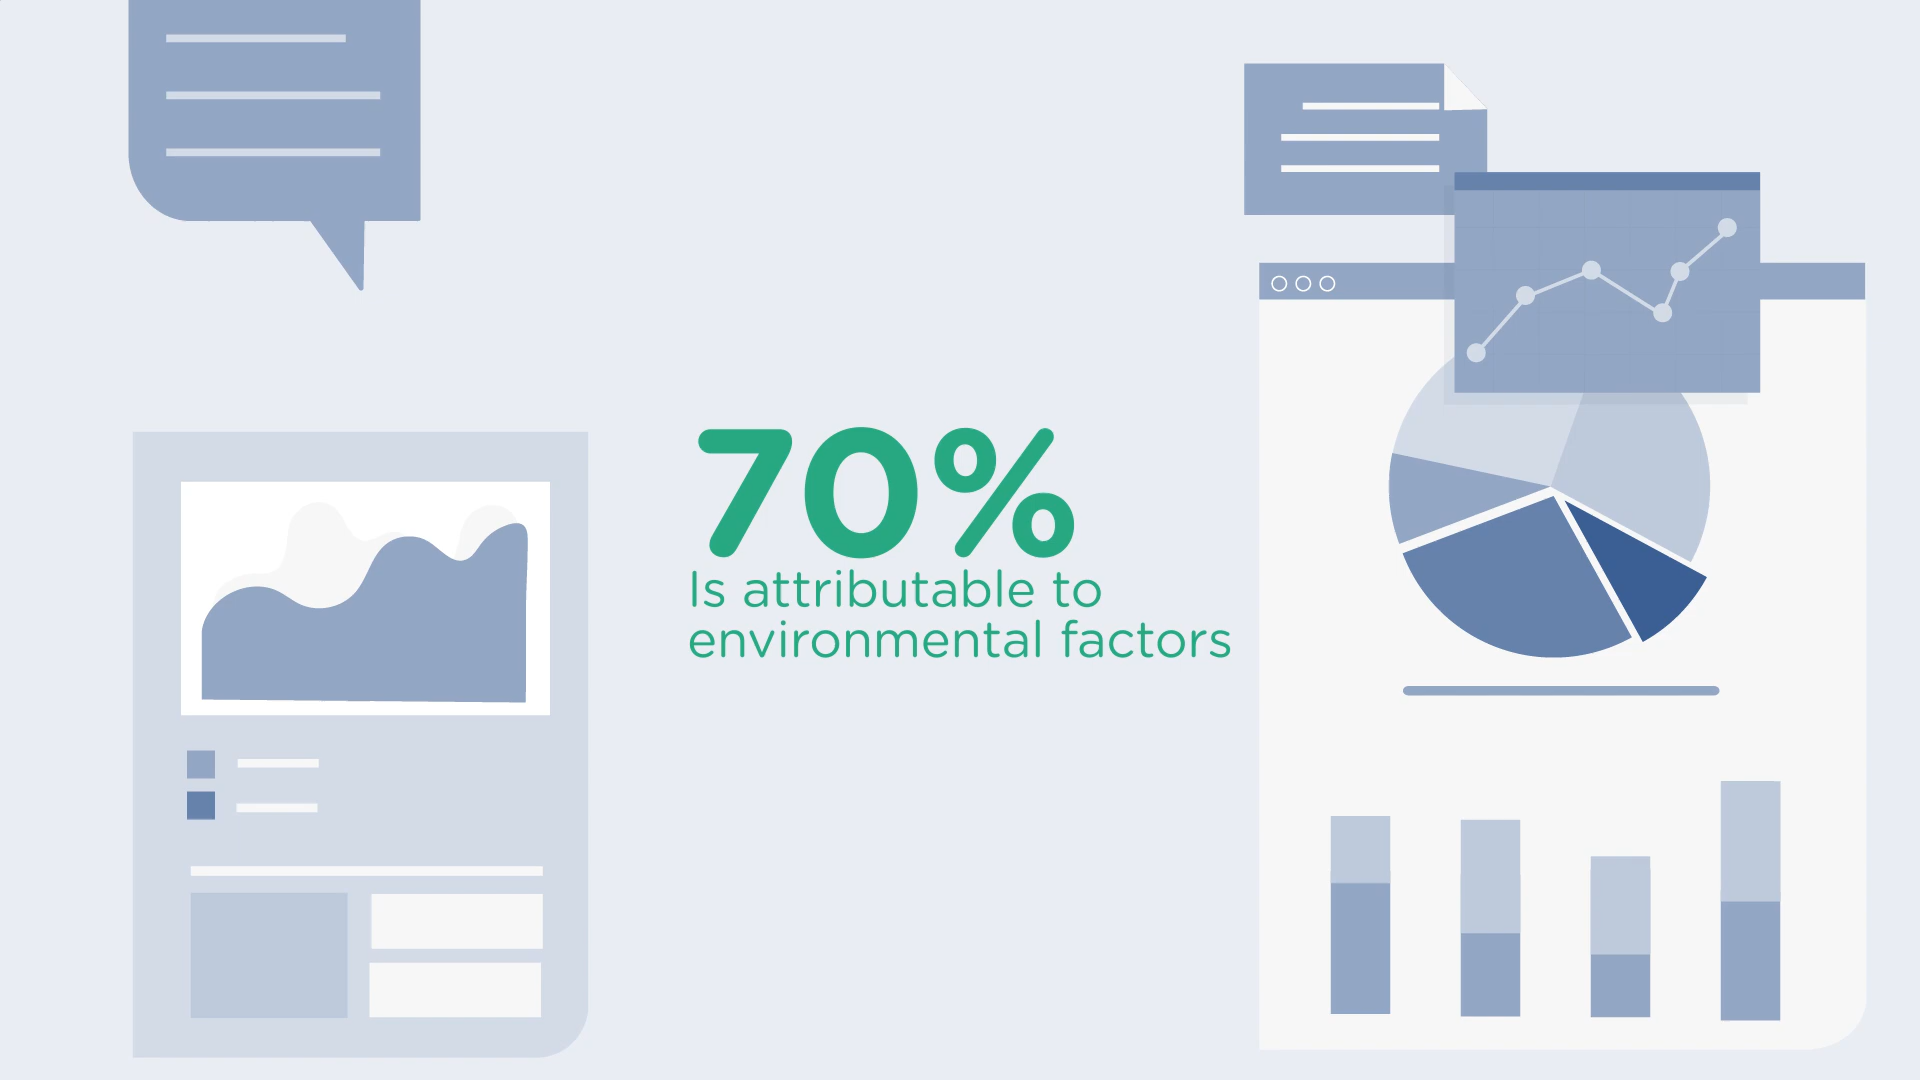 70%
Is attributable to
environmental factors